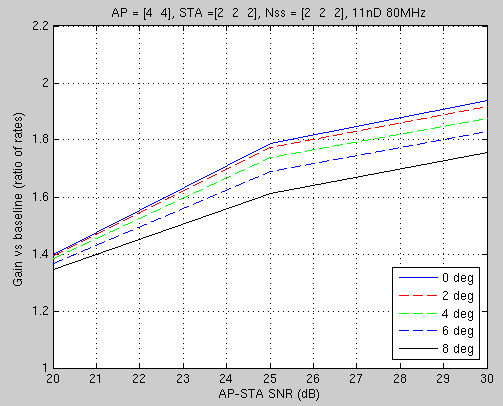 AP = [4 4], STA =[2 2 2], Nss = [2 2 2], 11nD 80MHz
2.2
2
1.8
1.6
1.4
1.2
1
Gain vs baseline (ratio of rates)
0 deg
2 deg
4 deg
6 deg
8 deg
20 21 22 23 24 25 26 27 28 29 30
AP-STA SNR (dB)